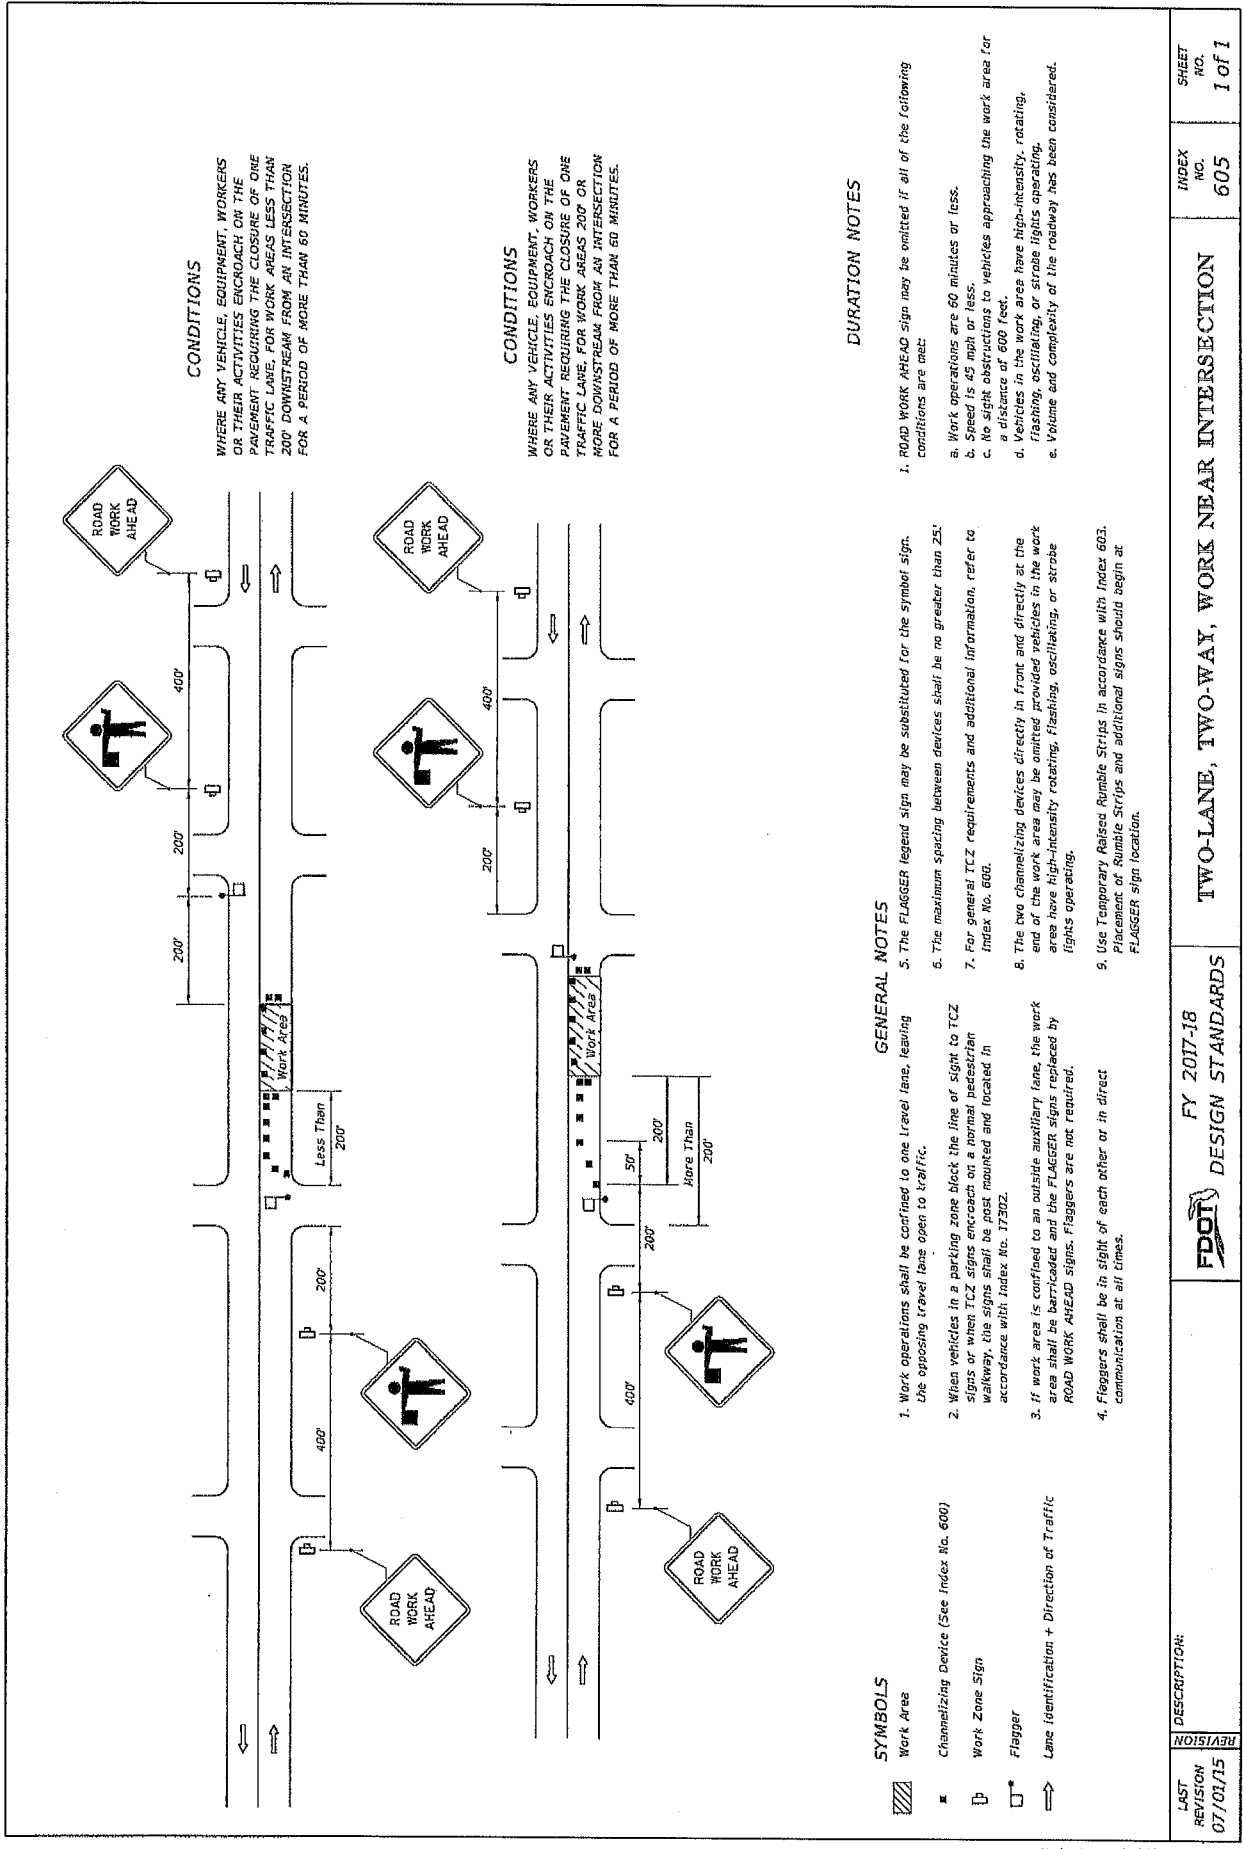 CONDITIONS
WHERE ANY VEHICLE, EQUIPMENT, WORKERS
OR THEIR ACTIVITIES ENCROACH ON THE
PAVEMENT REQUIRING THE CLOSURE OF ONE
TRAFFIC LANE, FOR WORK AREAS LESS THAN
200' DOWNSTREAM FROM AN INTERSECTION
FOR A PERIOD OF MORE THAN 60 MINUTES.
ROAD
WORK
AHEAD
400'
200'
200'
Work Area
Less Than
200'
200'
400'
ROAD
WORK
AHEAD
CONDITIONS
WHERE ANY VEHICLE, EQUIPMENT, WORKERS
OR THEIR ACTIVITIES ENCROACH ON THE
PAVEMENT REQUIRING THE CLOSURE OF ONE
TRAFFIC LANE, FOR WORK AREAS 200' OR
MORE DOWNSTREAM FROM AN INTERSECTION
FOR A PERIOD OF MORE THAN 60 MINUTES.
ROAD
WORK
AHEAD
400'
200'
Work Area
50'
200'
More Than
200'
200'
400'
ROAD
WORK
AHEAD
SYMBOLS
Work Area
Channelizing Device (See Index No. 600)
Work Zone Sign
Flagger
Lane Identification + Direction of Traffic
GENERAL NOTES
1. Work operations shall be confined to one travel lane, leaving
the opposing travel lane open to traffic.
2. When vehicles in a parking zone block the line of sight to TCZ
signs or when TCZ signs encroach on a normal pedestrian
walkway, the signs shall be post mounted and located in
accordance with Index No. 17302.
3. If work area is confined to an outside auxiliary lane, the work
area shall be barricaded and the FLAGGER signs replaced by
ROAD WORK AHEAD signs. Flaggers are not required.
4. Flaggers shall be in sight of each other or in direct
communication at all times.
5. The FLAGGER legend sign may be substituted for the symbol sign.
6. The maximum spacing between devices shall be no greater than 25'.
7. For general TCZ requirements and additional information, refer to
Index No. 600.
8. The two channelizing devices directly in front and directly at the
end of the work area may be omitted provided vehicles in the work
area have high-intensity rotating, flashing, oscillating, or strobe
lights operating.
9. Use Temporary Raised Rumble Strips in accordance with Index 603.
Placement of Rumble Strips and additional signs should begin at
FLAGGER sign location.
DURATION NOTES
1. ROAD WORK AHEAD sign may be omitted if all of the following
conditions are met:
a. Work operations are 60 minutes or less.
b. Speed is 45 mph or less.
c. No sight obstructions to vehicles approaching the work area for
a distance of 600 feet.
d. Vehicles in the work area have high-intensity, rotating,
flashing, oscillating, or strobe lights operating.
e. Volume and complexity of the roadway has been considered.
LAST
REVISION
07/01/15
REVISION
DESCRIPTION:
FDOT
FY 2017-18
DESIGN STANDARDS
TWO-LANE, TWO-WAY, WORK NEAR INTERSECTION
INDEX
NO.
605
SHEET
NO.
1 of 1